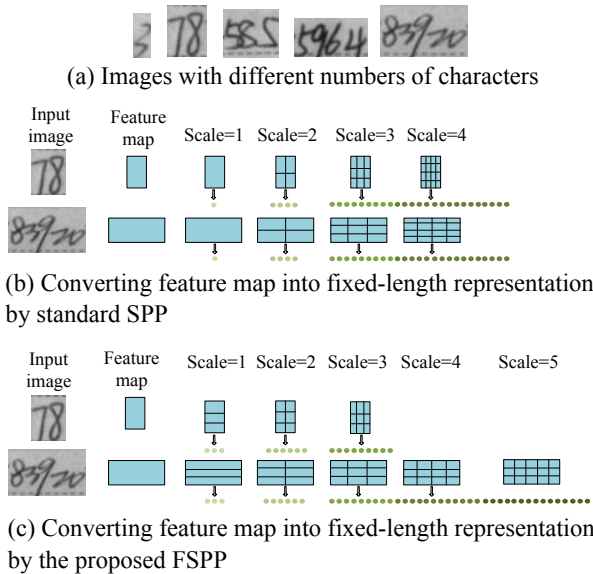 3 78 585 5964 83920
(a) Images with different numbers of characters
Input image Feature map Scale=1 Scale=2 Scale=3 Scale=4
78
83920
(b) Converting feature map into fixed-length representation
by standard SPP
Input image Feature map Scale=1 Scale=2 Scale=3 Scale=4 Scale=5
78
83920
(c) Converting feature map into fixed-length representation
by the proposed FSPP